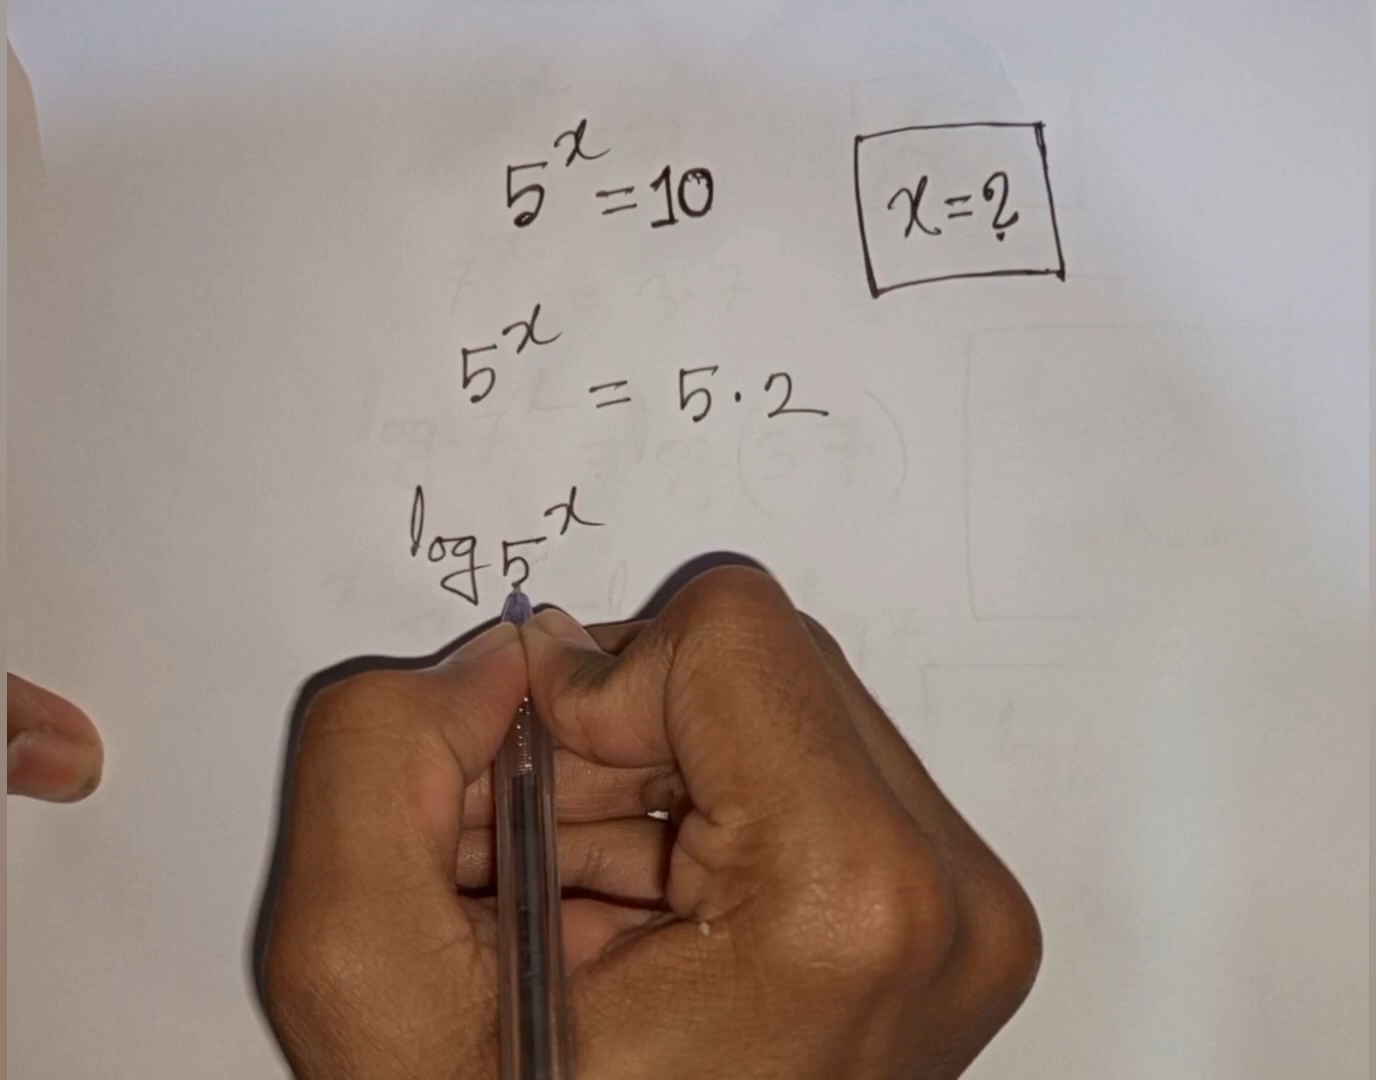 5^x = 10
x = ?
5^x = 5 · 2
log 5^x